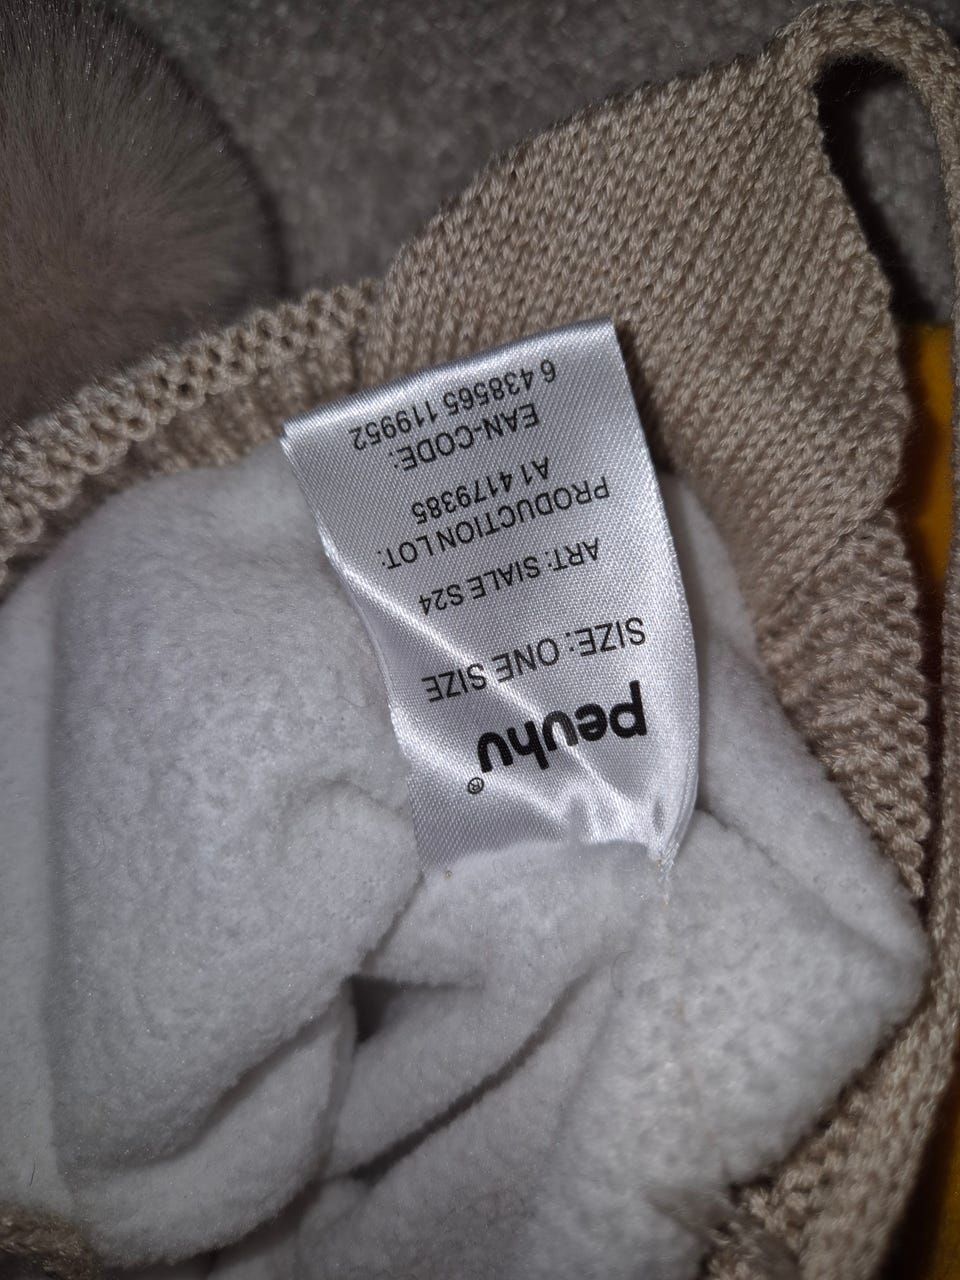 peuhu®
SIZE: ONE SIZE
ART: SIALE S24
PRODUCTION LOT:
A1 4179385
EAN-CODE:
6 438565 119952